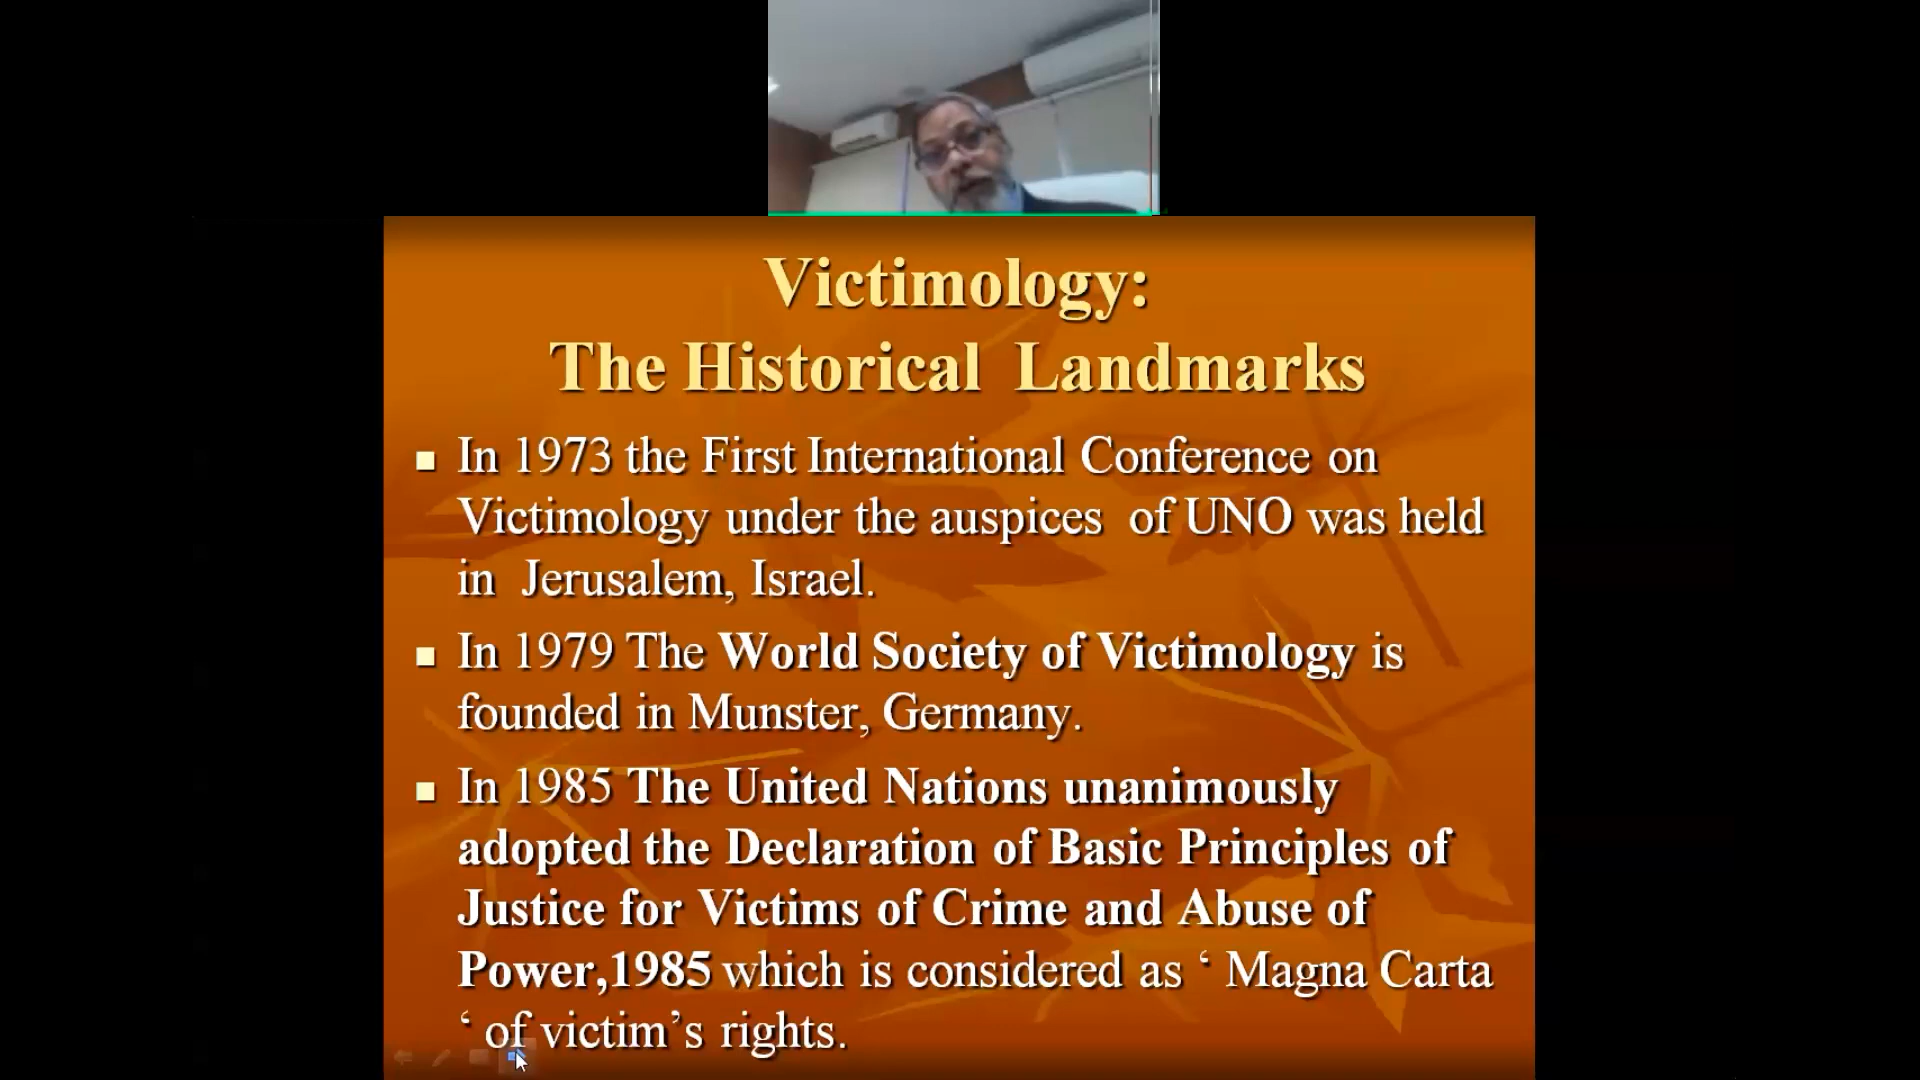 Victimology:
The Historical Landmarks
▪ In 1973 the First International Conference on
Victimology under the auspices of UNO was held
in Jerusalem, Israel.
▪ In 1979 The World Society of Victimology is
founded in Munster, Germany.
▪ In 1985 The United Nations unanimously
adopted the Declaration of Basic Principles of
Justice for Victims of Crime and Abuse of
Power,1985 which is considered as ‘ Magna Carta
‘ of victim’s rights.